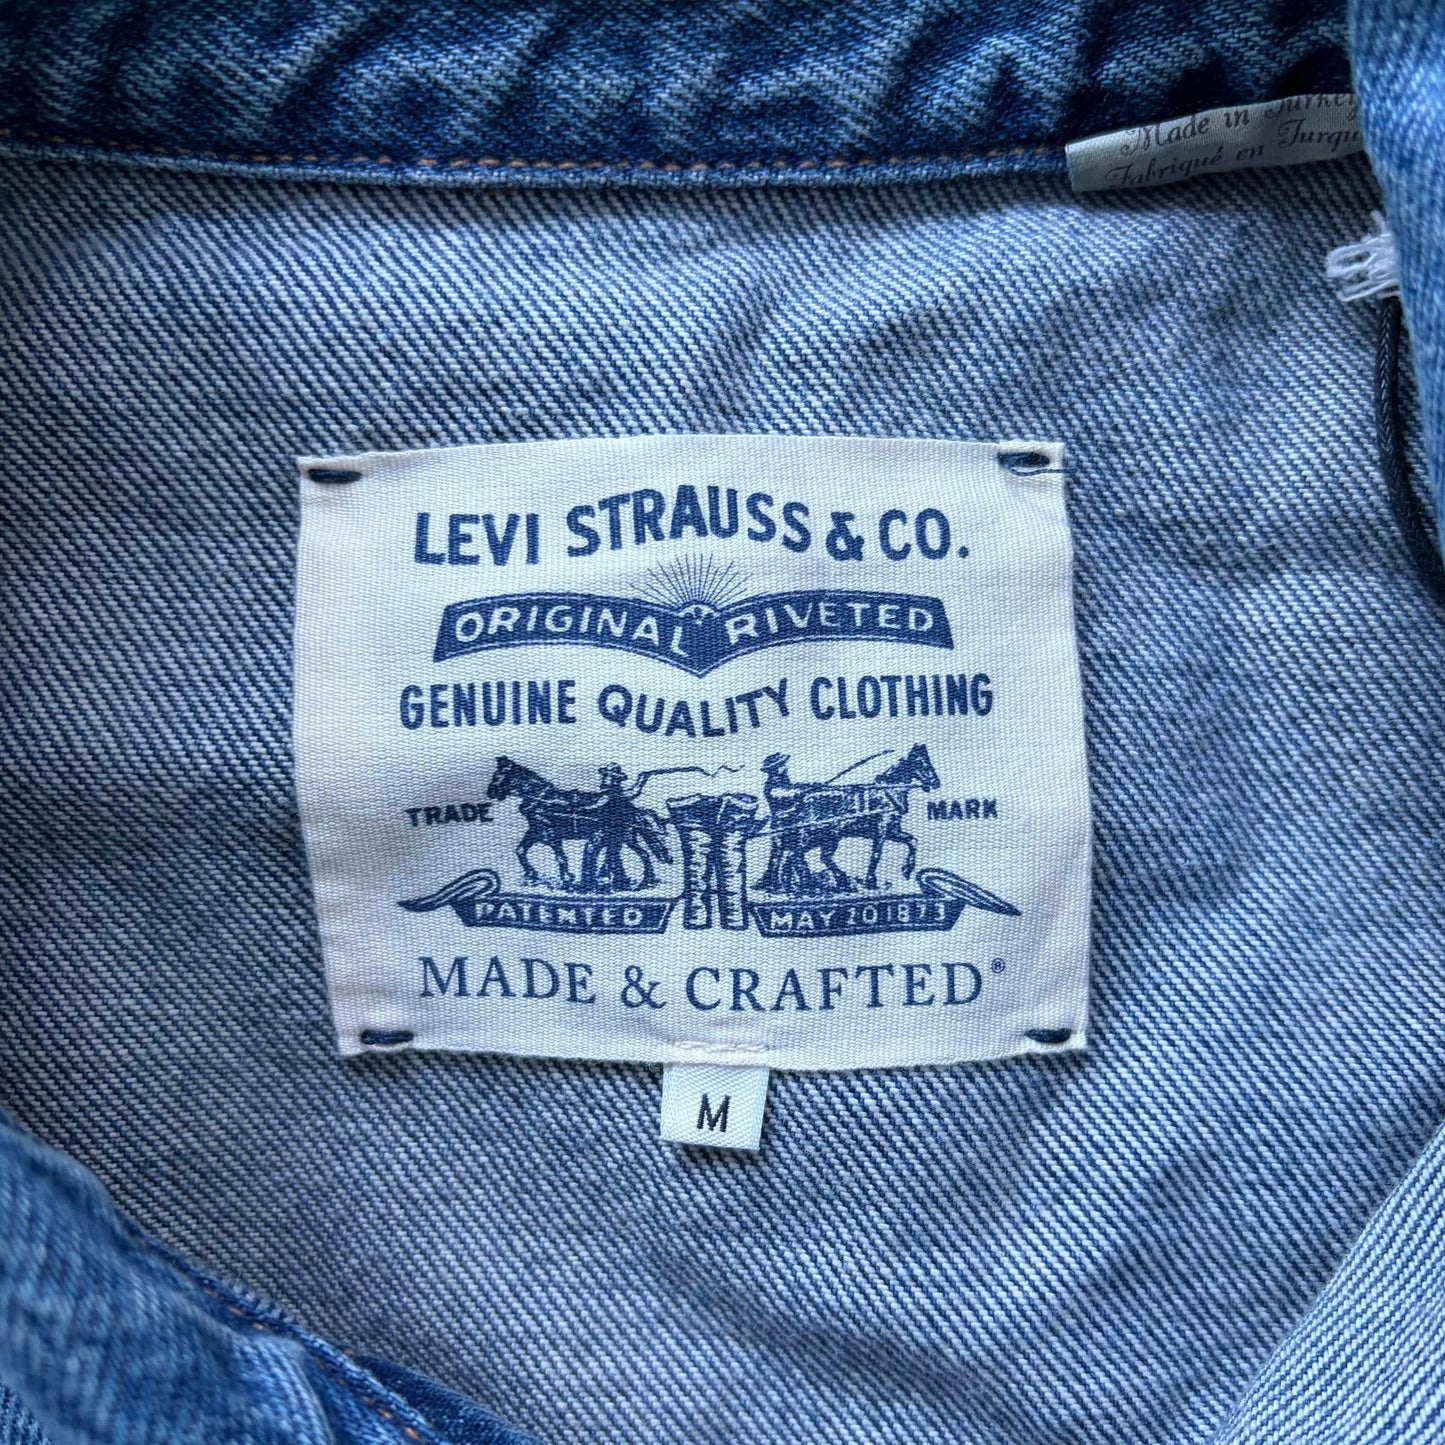 Made in Turkey
Fabriqué en
LEVI STRAUSS & CO.
ORIGINAL RIVETED
GENUINE QUALITY CLOTHING
TRADE MARK
PATENTED MAY 20 1873
MADE & CRAFTED®
M